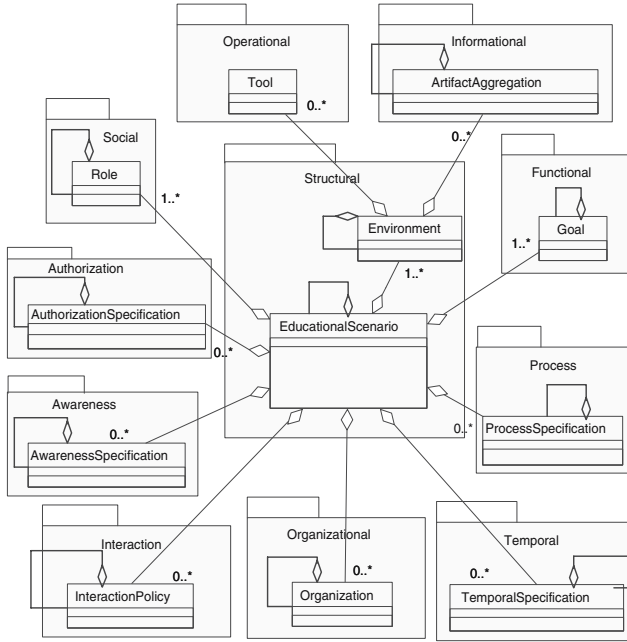 Operational
Tool
0..*
Informational
ArtifactAggregation
0..*
Social
Role
1..*
Structural
Environment
1..*
Functional
Goal
1..*
Authorization
AuthorizationSpecification
0..*
EducationalScenario
Process
ProcessSpecification
0..*
Awareness
0..*
AwarenessSpecification
Interaction
0..*
InteractionPolicy
Organizational
0..*
Organization
Temporal
0..*
TemporalSpecification